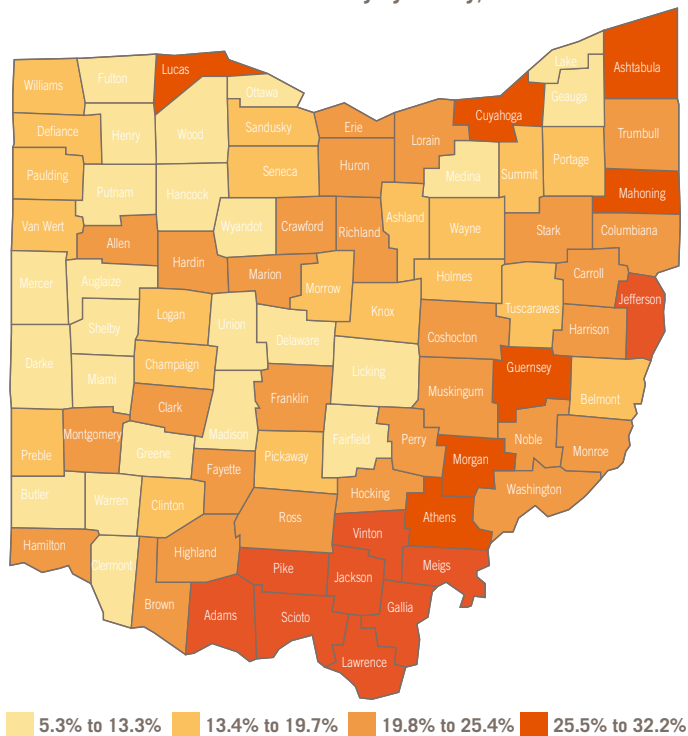 Lake
Lucas
Ashtabula
Fulton
Williams
Ottawa
Geauga
Cuyahoga
Sandusky
Erie
Defiance
Henry
Wood
Lorain
Trumbull
Huron
Portage
Seneca
Medina
Summit
Paulding
Putnam
Hancock
Mahoning
Van Wert
Wyandot
Crawford
Richland
Ashland
Wayne
Stark
Columbiana
Allen
Hardin
Marion
Carroll
Mercer
Auglaize
Morrow
Holmes
Jefferson
Logan
Knox
Tuscarawas
Shelby
Union
Harrison
Delaware
Coshocton
Darke
Champaign
Licking
Guernsey
Miami
Muskingum
Belmont
Clark
Franklin
Montgomery
Madison
Fairfield
Perry
Noble
Preble
Greene
Pickaway
Morgan
Monroe
Fayette
Butler
Warren
Clinton
Hocking
Washington
Ross
Athens
Hamilton
Highland
Vinton
Clermont
Pike
Jackson
Meigs
Brown
Adams
Scioto
Gallia
Lawrence
5.3% to 13.3% 13.4% to 19.7% 19.8% to 25.4% 25.5% to 32.2%